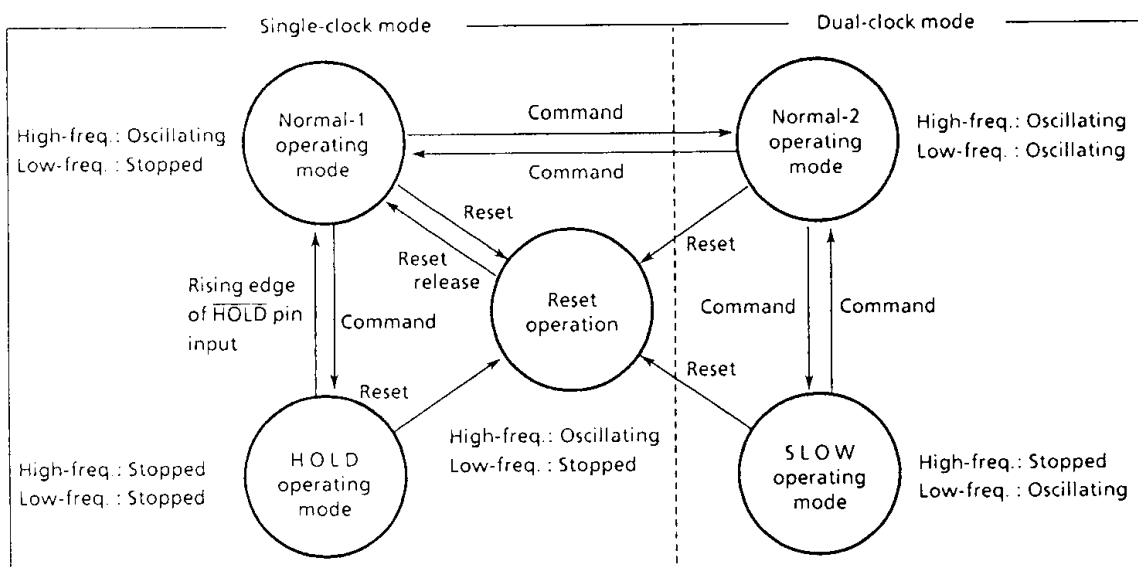 Single-clock mode
Dual-clock mode
Normal-1
operating
mode
High-freq.: Oscillating
Low-freq. : Stopped
Command
Command
Normal-2
operating
mode
High-freq.: Oscillating
Low-freq. : Oscillating
Reset
Reset
release
Reset
Reset
operation
Rising edge
of HOLD pin
input
Command
Command
Command
Reset
Reset
High-freq.: Oscillating
Low-freq. : Stopped
HOLD
operating
mode
High-freq.: Stopped
Low-freq. : Stopped
SLOW
operating
mode
High-freq.: Stopped
Low-freq. : Oscillating